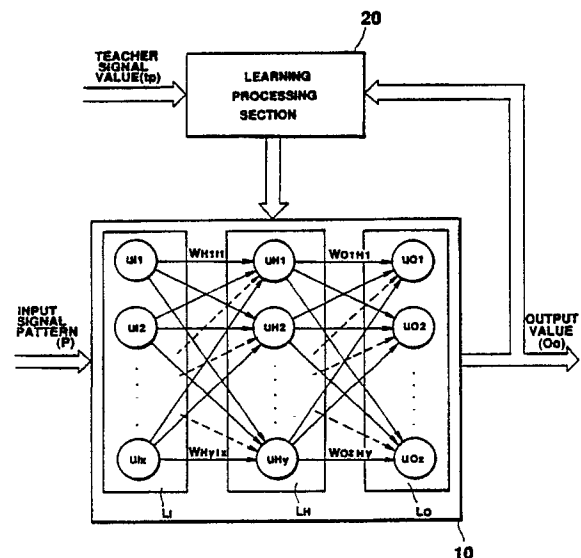 20
TEACHER
SIGNAL
VALUE(tp)
LEARNING
PROCESSING
SECTION
uI1
WH1I1
uH1
WO1H1
uO1
INPUT
SIGNAL
PATTERN
(P)
uI2
uH2
uO2
OUTPUT
VALUE
(Oo)
uIx
WHyIx
uHy
WOzHy
uOz
LI
LH
LO
10